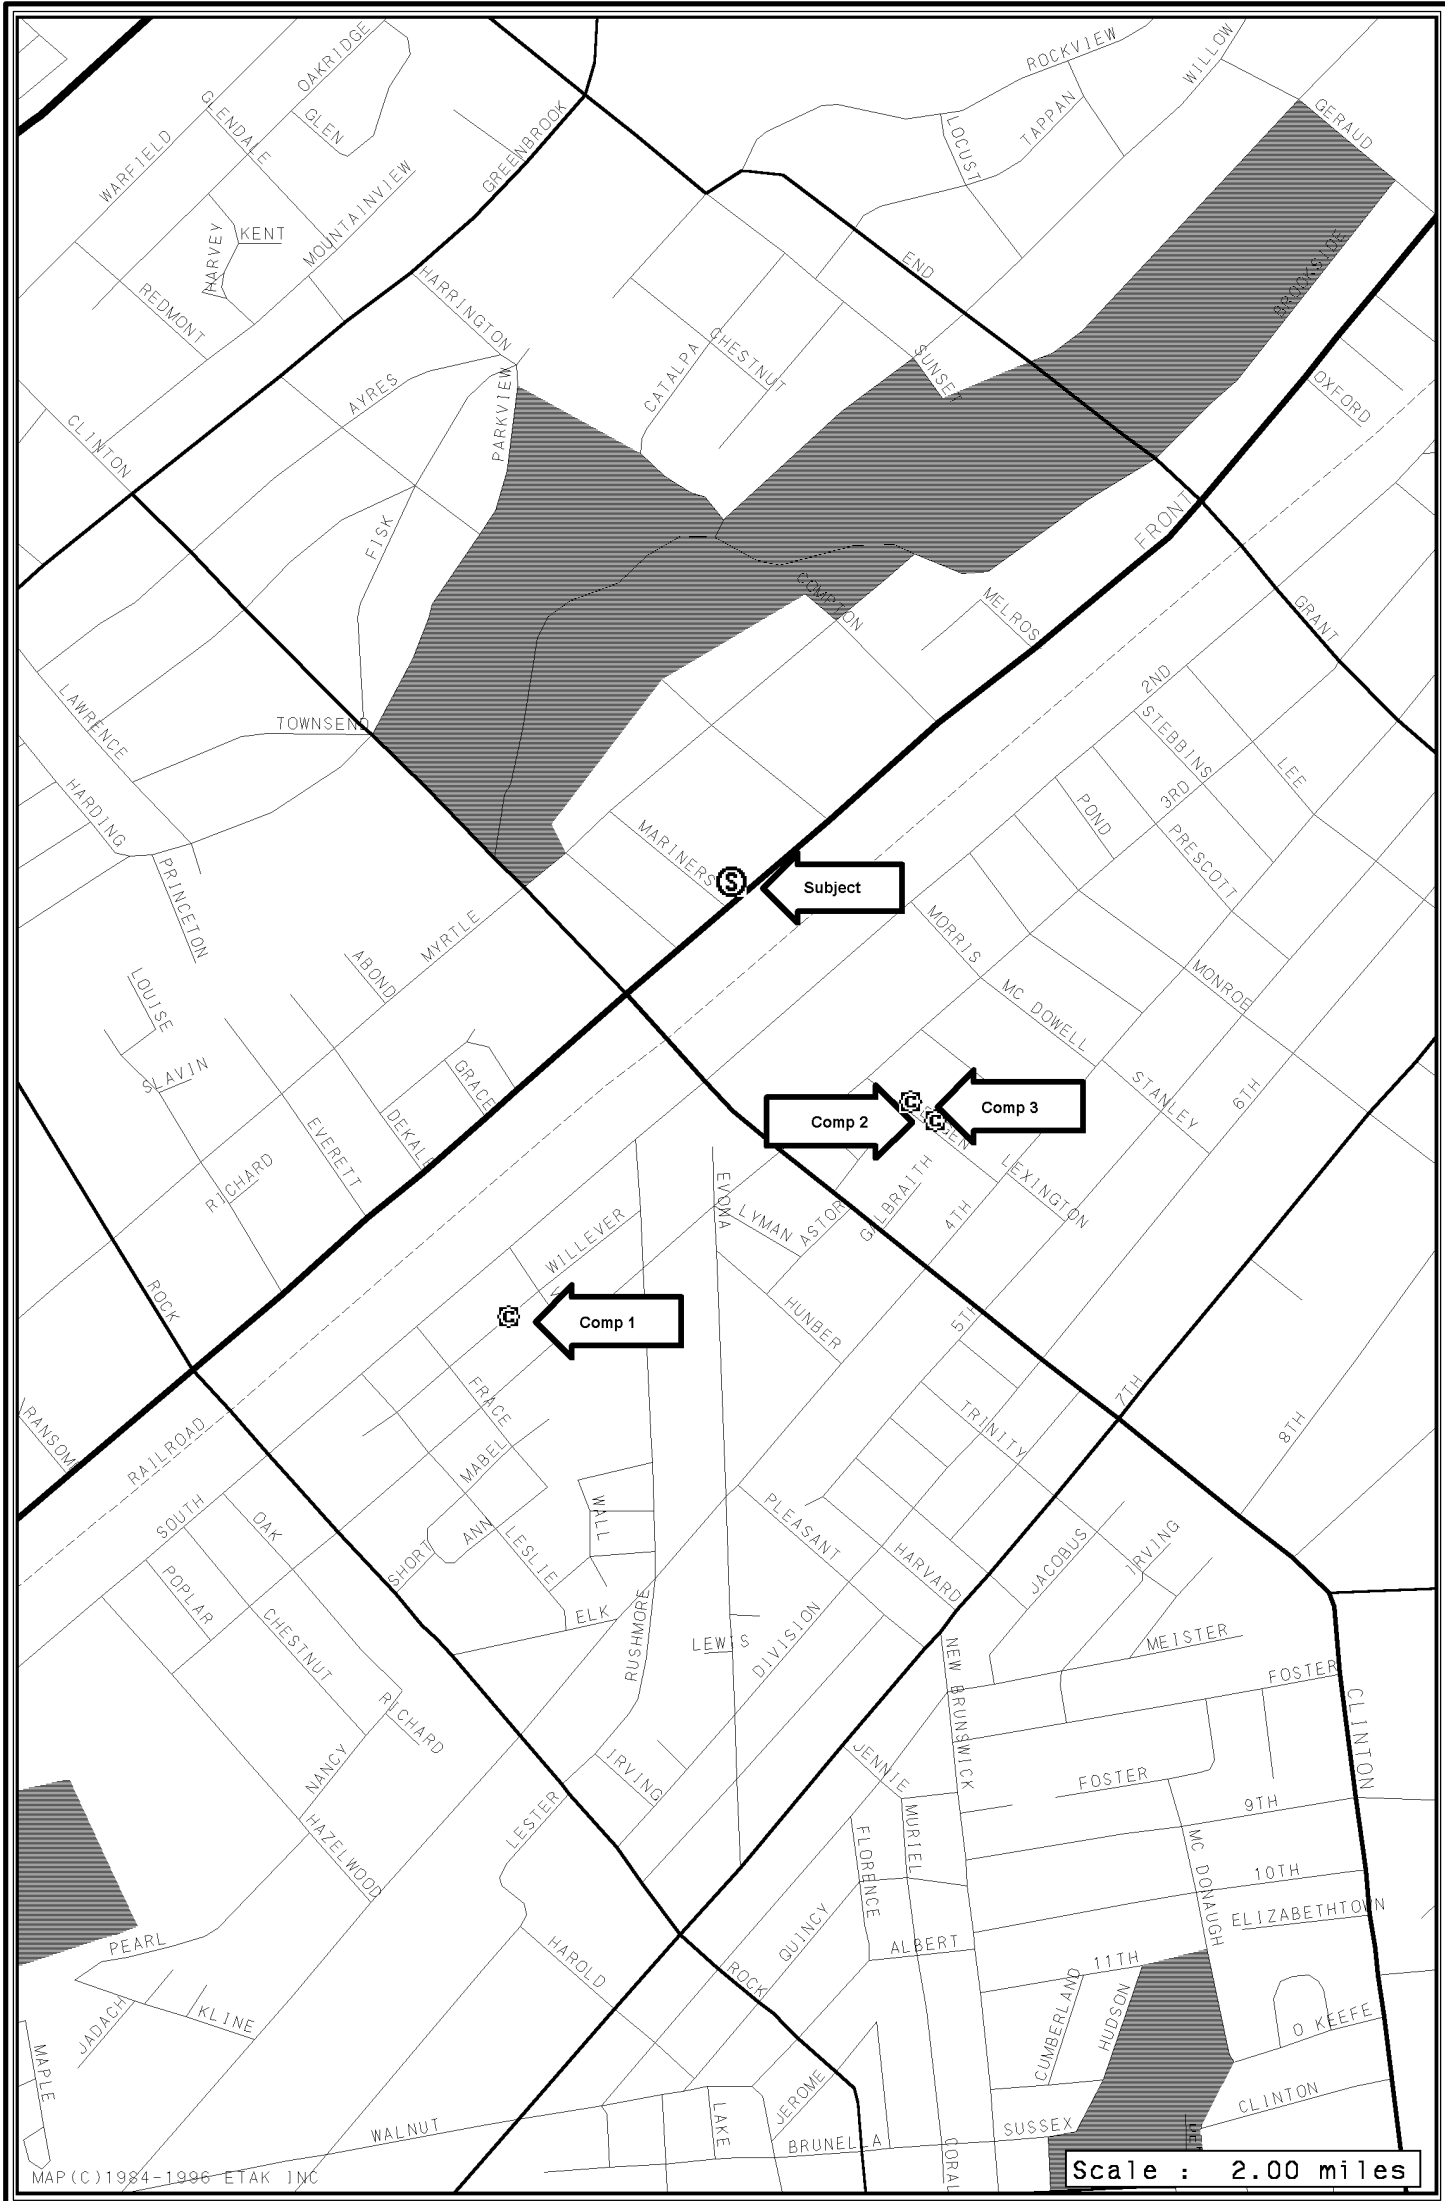 OAKRIDGE
ROCKVIEW
WILLOW
GLENDALE
GLEN
GREENBROOK
LOCUST
TAPPAN
GERAUD
WARFIELD
MOUNTAINVIEW
HARVEY
KENT
END
BROOKSIDE
REDMONT
HARRINGTON
CATALPA
CHESTNUT
SUNSET
AYRES
PARKVIEW
OXFORD
CLINTON
FISK
FRONT
COMPTON
MELROS
GRANT
LAWRENCE
TOWNSEND
2ND
STEBBINS
LEE
HARDING
POND
3RD
PRESCOTT
MARINERS
S
Subject
PRINCETON
MYRTLE
MORRIS
ABOND
LOUISE
MC DOWELL
MONROE
SLAVIN
GRACE
STANLEY
6TH
C
Comp 3
Comp 2
C
DEKALB
EVERETT
RICHARD
EVONA
LYMAN
ASTOR
GALBRAITH
4TH
LEXINGTON
WILLEVER
ROCK
C
Comp 1
HUNBER
5TH
FRACE
7TH
RANSOM
RAILROAD
MABEL
TRINITY
8TH
SOUTH
OAK
WALL
PLEASANT
SHORT
ANN
LESLIE
HARVARD
JACOBUS
IRVING
POPLAR
CHESTNUT
ELK
RUSHMORE
LEWIS
DIVISION
NEW BRUNSWICK
MEISTER
FOSTER
CLINTON
RICHARD
NANCY
IRVING
JENNIE
FOSTER
9TH
HAZELWOOD
LESTER
MURIEL
FLORENCE
MC DONAUGH
10TH
ELIZABETHTOWN
PEARL
QUINCY
ALBERT
11TH
HAROLD
ROCK
CUMBERLAND
HUDSON
JADACH
KLINE
O KEEFE
MAPLE
JEROME
CLINTON
WALNUT
LAKE
BRUNELLA
SUSSEX
CORAL
MAP(C)1984-1996 ETAK INC
Scale : 2.00 miles